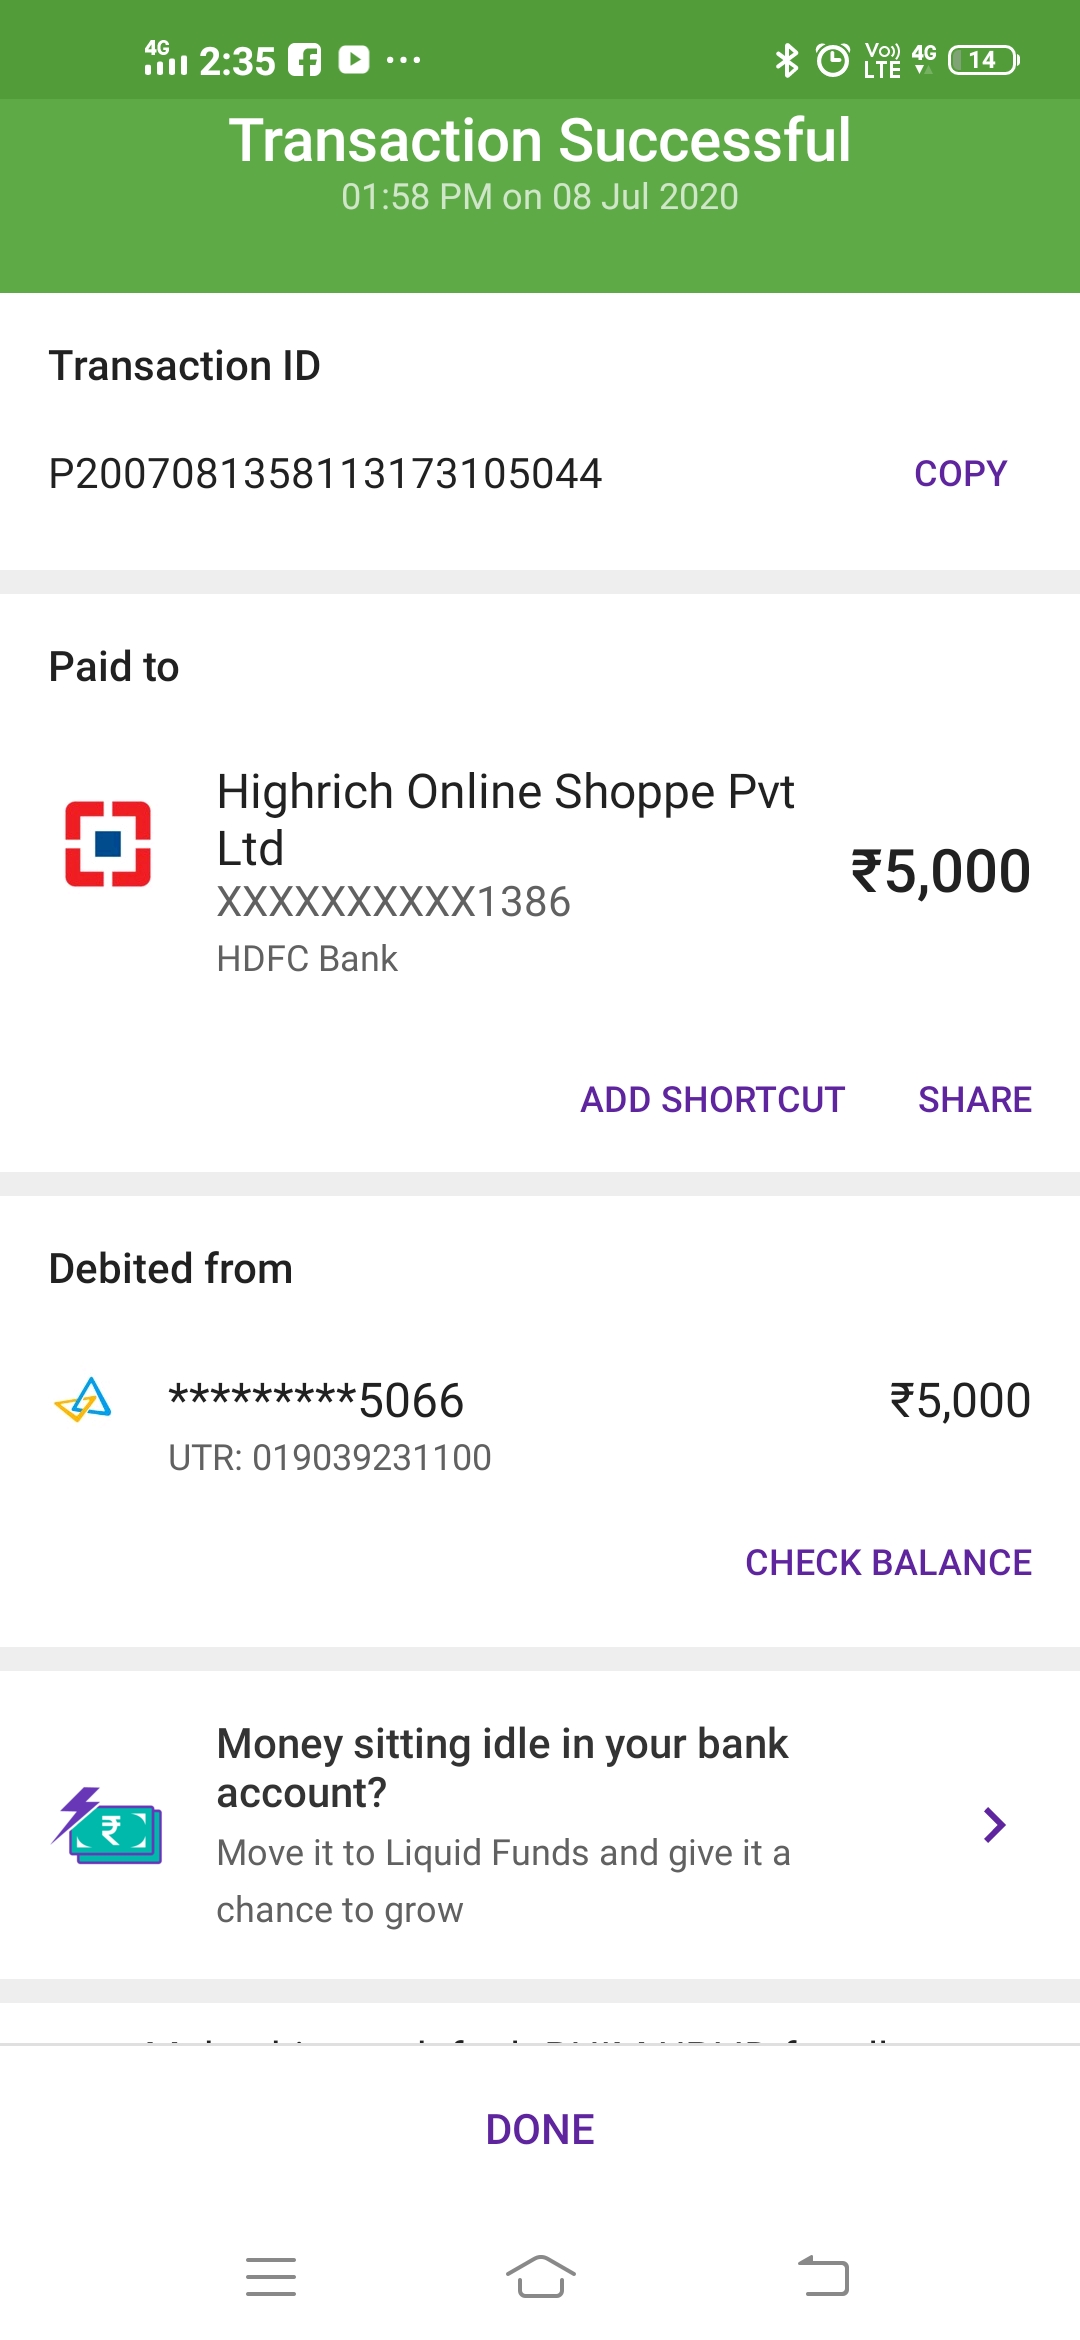 4G 2:35 ... Vo)) LTE 4G 14
Transaction Successful
01:58 PM on 08 Jul 2020
Transaction ID
P2007081358113173105044 COPY
Paid to
Highrich Online Shoppe Pvt
Ltd
₹5,000
XXXXXXXXXX1386
HDFC Bank
ADD SHORTCUT SHARE
Debited from
*********5066 ₹5,000
UTR: 019039231100
CHECK BALANCE
Money sitting idle in your bank
account?
Move it to Liquid Funds and give it a
chance to grow
DONE